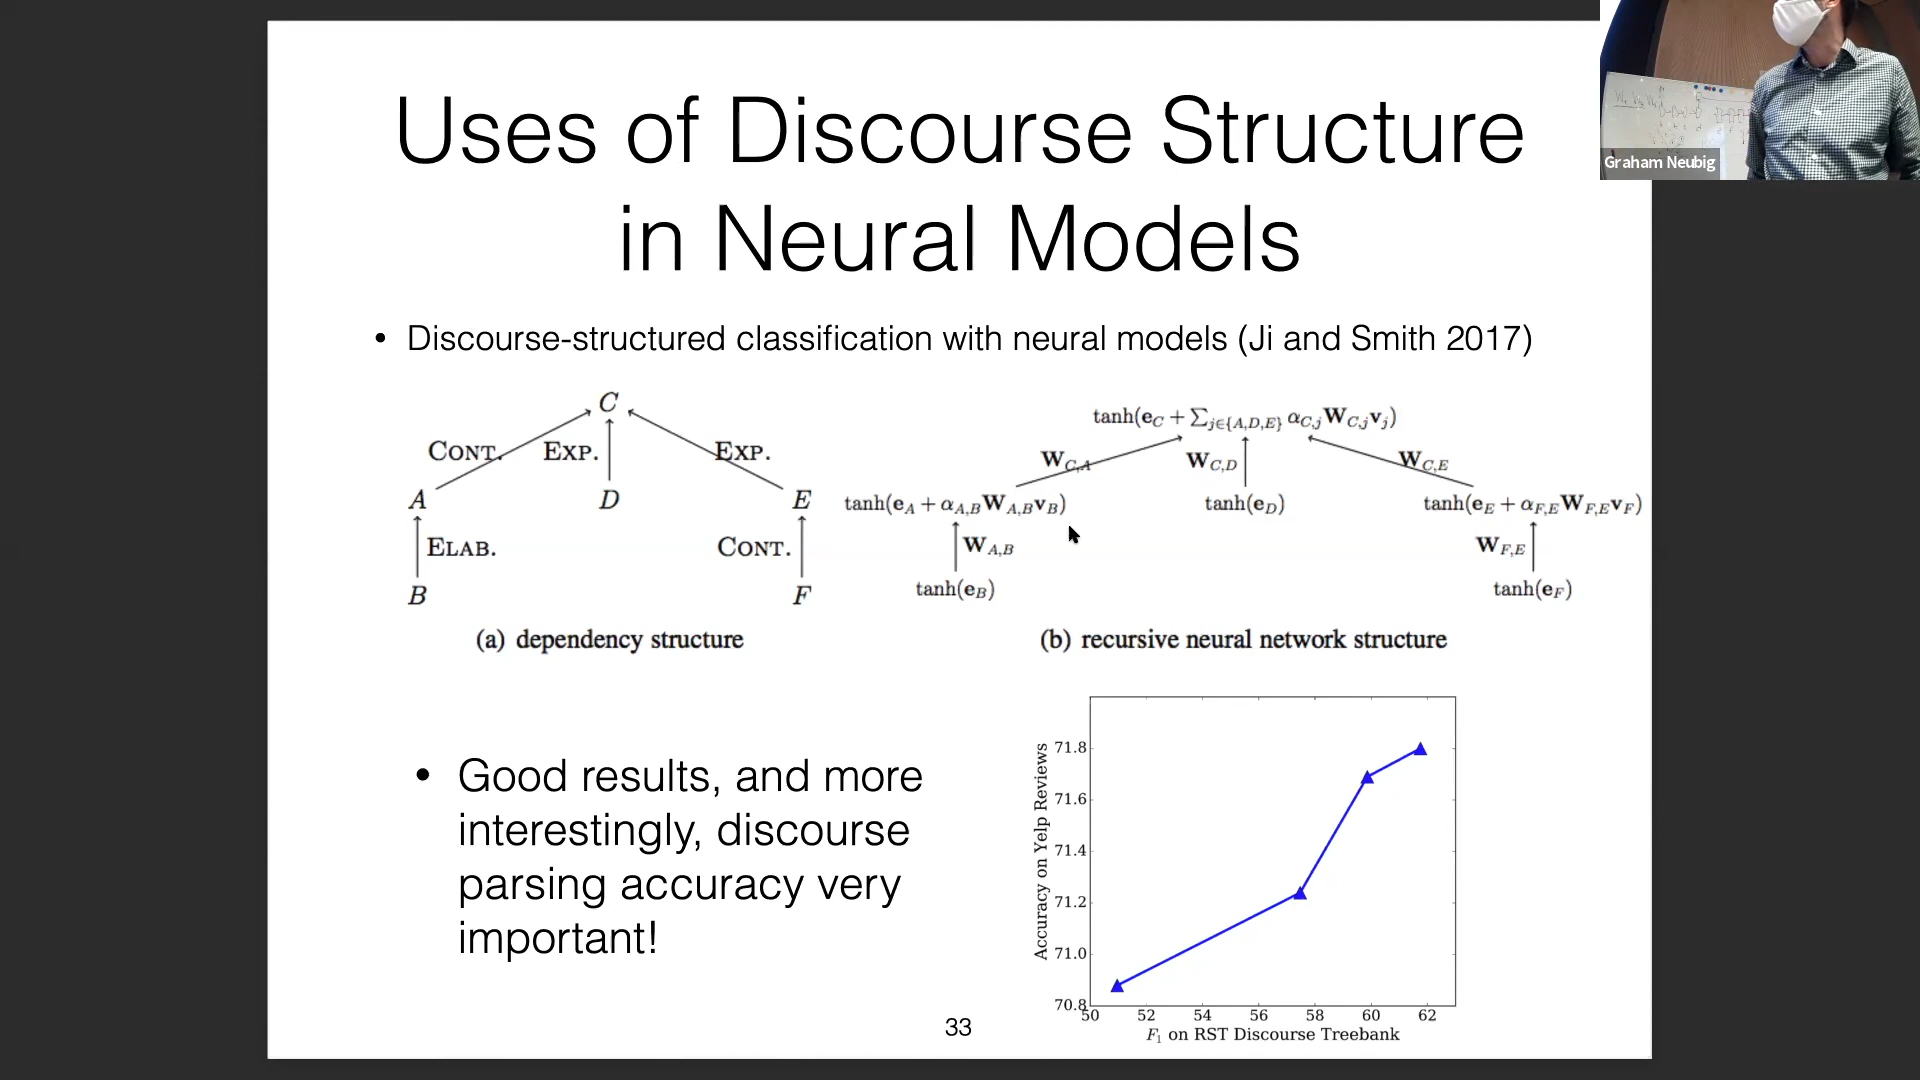 Uses of Discourse Structure
in Neural Models
• Discourse-structured classification with neural models (Ji and Smith 2017)
C
CONT. EXP. EXP.
A D E
ELAB. CONT.
B F
(a) dependency structure
tanh(e_C + ∑_{j∈{A,D,E}} α_{C,j}W_{C,j}v_j)
W_{C,A} W_{C,D} W_{C,E}
tanh(e_A + α_{A,B}W_{A,B}v_B) tanh(e_D) tanh(e_E + α_{F,E}W_{F,E}v_F)
W_{A,B} W_{F,E}
tanh(e_B) tanh(e_F)
(b) recursive neural network structure
• Good results, and more
interestingly, discourse
parsing accuracy very
important!
Accuracy on Yelp Reviews
71.8
71.6
71.4
71.2
71.0
70.8
50 52 54 56 58 60 62
F₁ on RST Discourse Treebank
33
Graham Neubig